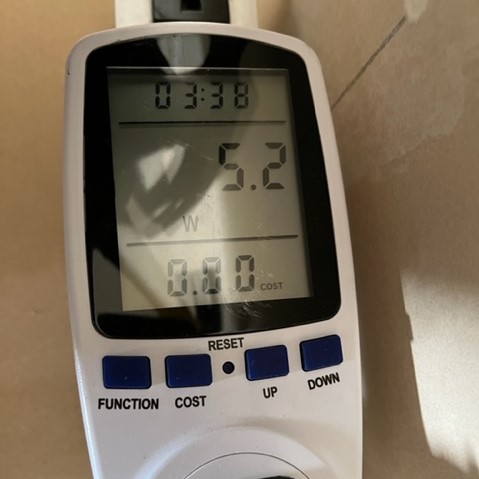 03:38
5.2
W
0.00 COST
RESET
FUNCTION COST UP DOWN